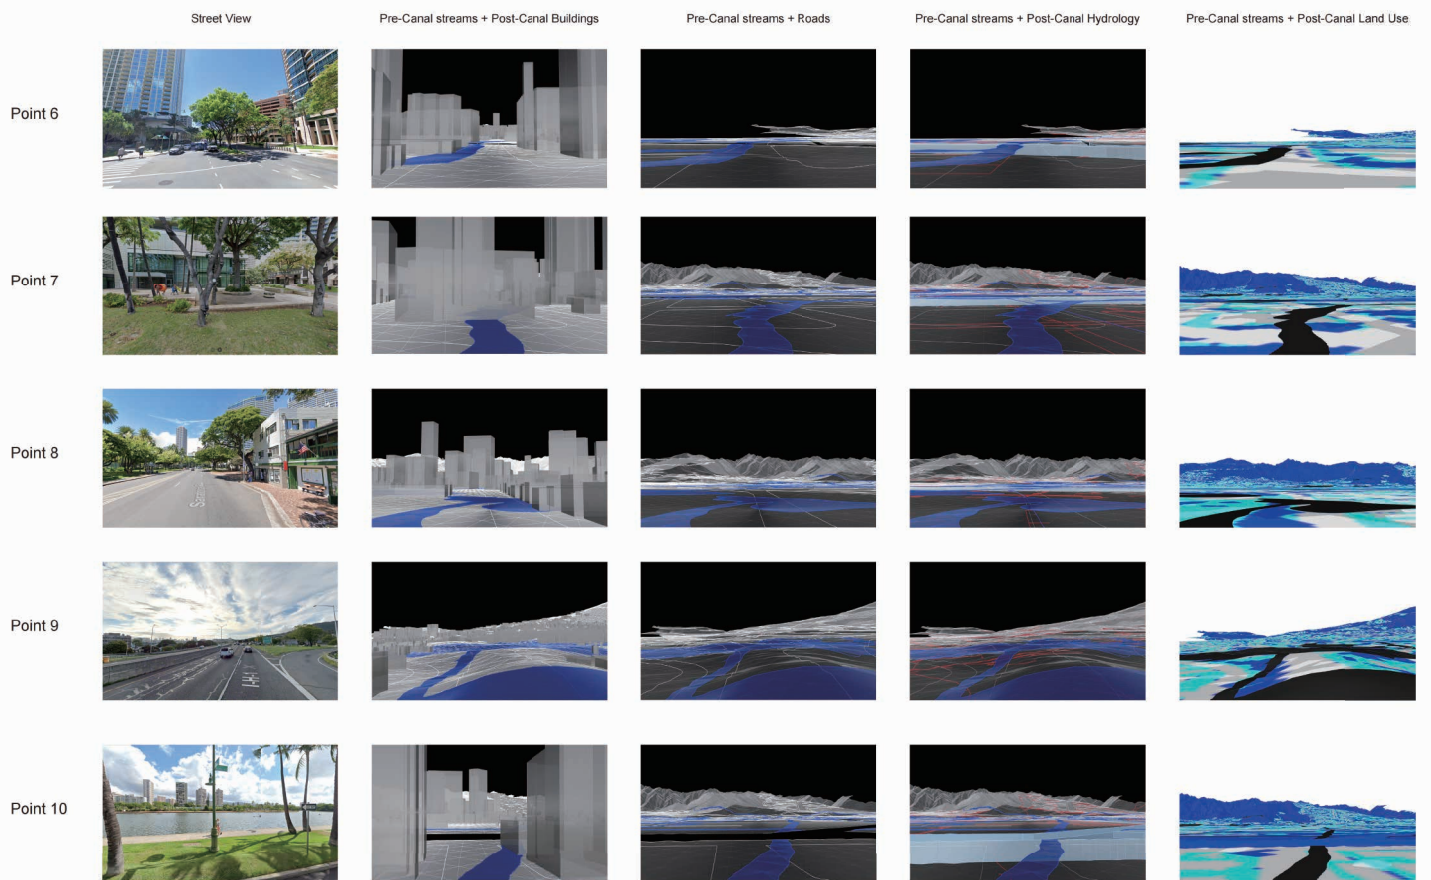 Street View
Pre-Canal streams + Post-Canal Buildings
Pre-Canal streams + Roads
Pre-Canal streams + Post-Canal Hydrology
Pre-Canal streams + Post-Canal Land Use
Point 6
Point 7
Point 8
Point 9
H-1
Point 10